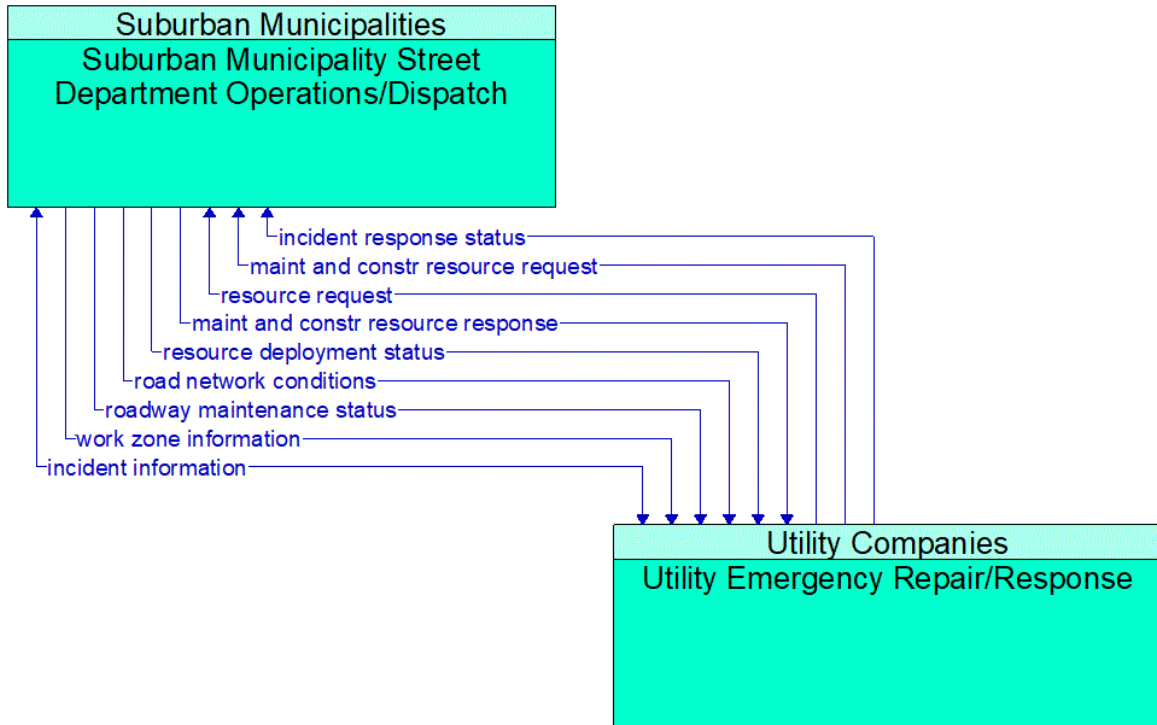 Suburban Municipalities
Suburban Municipality Street
Department Operations/Dispatch
incident response status
maint and constr resource request
resource request
maint and constr resource response
resource deployment status
road network conditions
roadway maintenance status
work zone information
incident information
Utility Companies
Utility Emergency Repair/Response